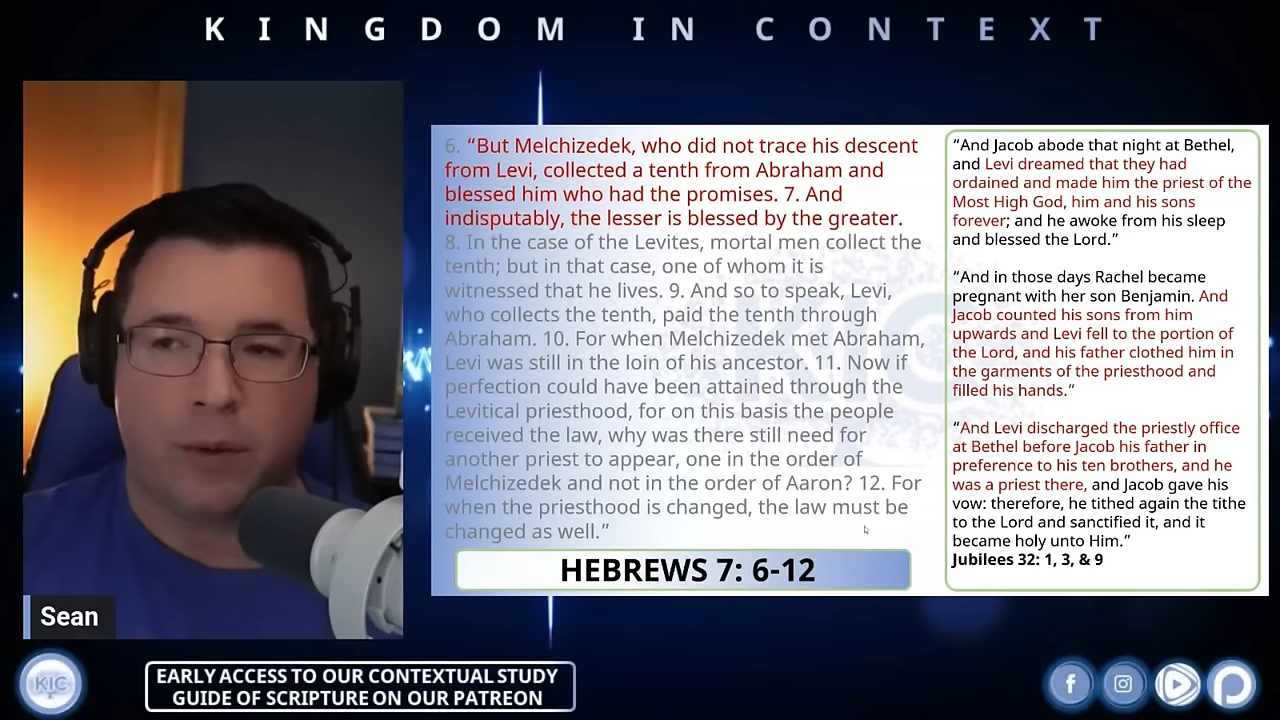 KINGDOM IN CONTEXT
6. “But Melchizedek, who did not trace his descent
from Levi, collected a tenth from Abraham and
blessed him who had the promises. 7. And
indisputably, the lesser is blessed by the greater.
8. In the case of the Levites, mortal men collect the
tenth; but in that case, one of whom it is
witnessed that he lives. 9. And so to speak, Levi,
who collects the tenth, paid the tenth through
Abraham. 10. For when Melchizedek met Abraham,
Levi was still in the loin of his ancestor. 11. Now if
perfection could have been attained through the
Levitical priesthood, for on this basis the people
received the law, why was there still need for
another priest to appear, one in the order of
Melchizedek and not in the order of Aaron? 12. For
when the priesthood is changed, the law must be
changed as well.”
HEBREWS 7: 6-12
“And Jacob abode that night at Bethel,
and Levi dreamed that they had
ordained and made him the priest of the
Most High God, him and his sons
forever; and he awoke from his sleep
and blessed the Lord.”
“And in those days Rachel became
pregnant with her son Benjamin. And
Jacob counted his sons from him
upwards and Levi fell to the portion of
the Lord, and his father clothed him in
the garments of the priesthood and
filled his hands.“
“And Levi discharged the priestly office
at Bethel before Jacob his father in
preference to his ten brothers, and he
was a priest there, and Jacob gave his
vow: therefore, he tithed again the tithe
to the Lord and sanctified it, and it
became holy unto Him.”
Jubilees 32: 1, 3, & 9
Sean
KIC
EARLY ACCESS TO OUR CONTEXTUAL STUDY
GUIDE OF SCRIPTURE ON OUR PATREON